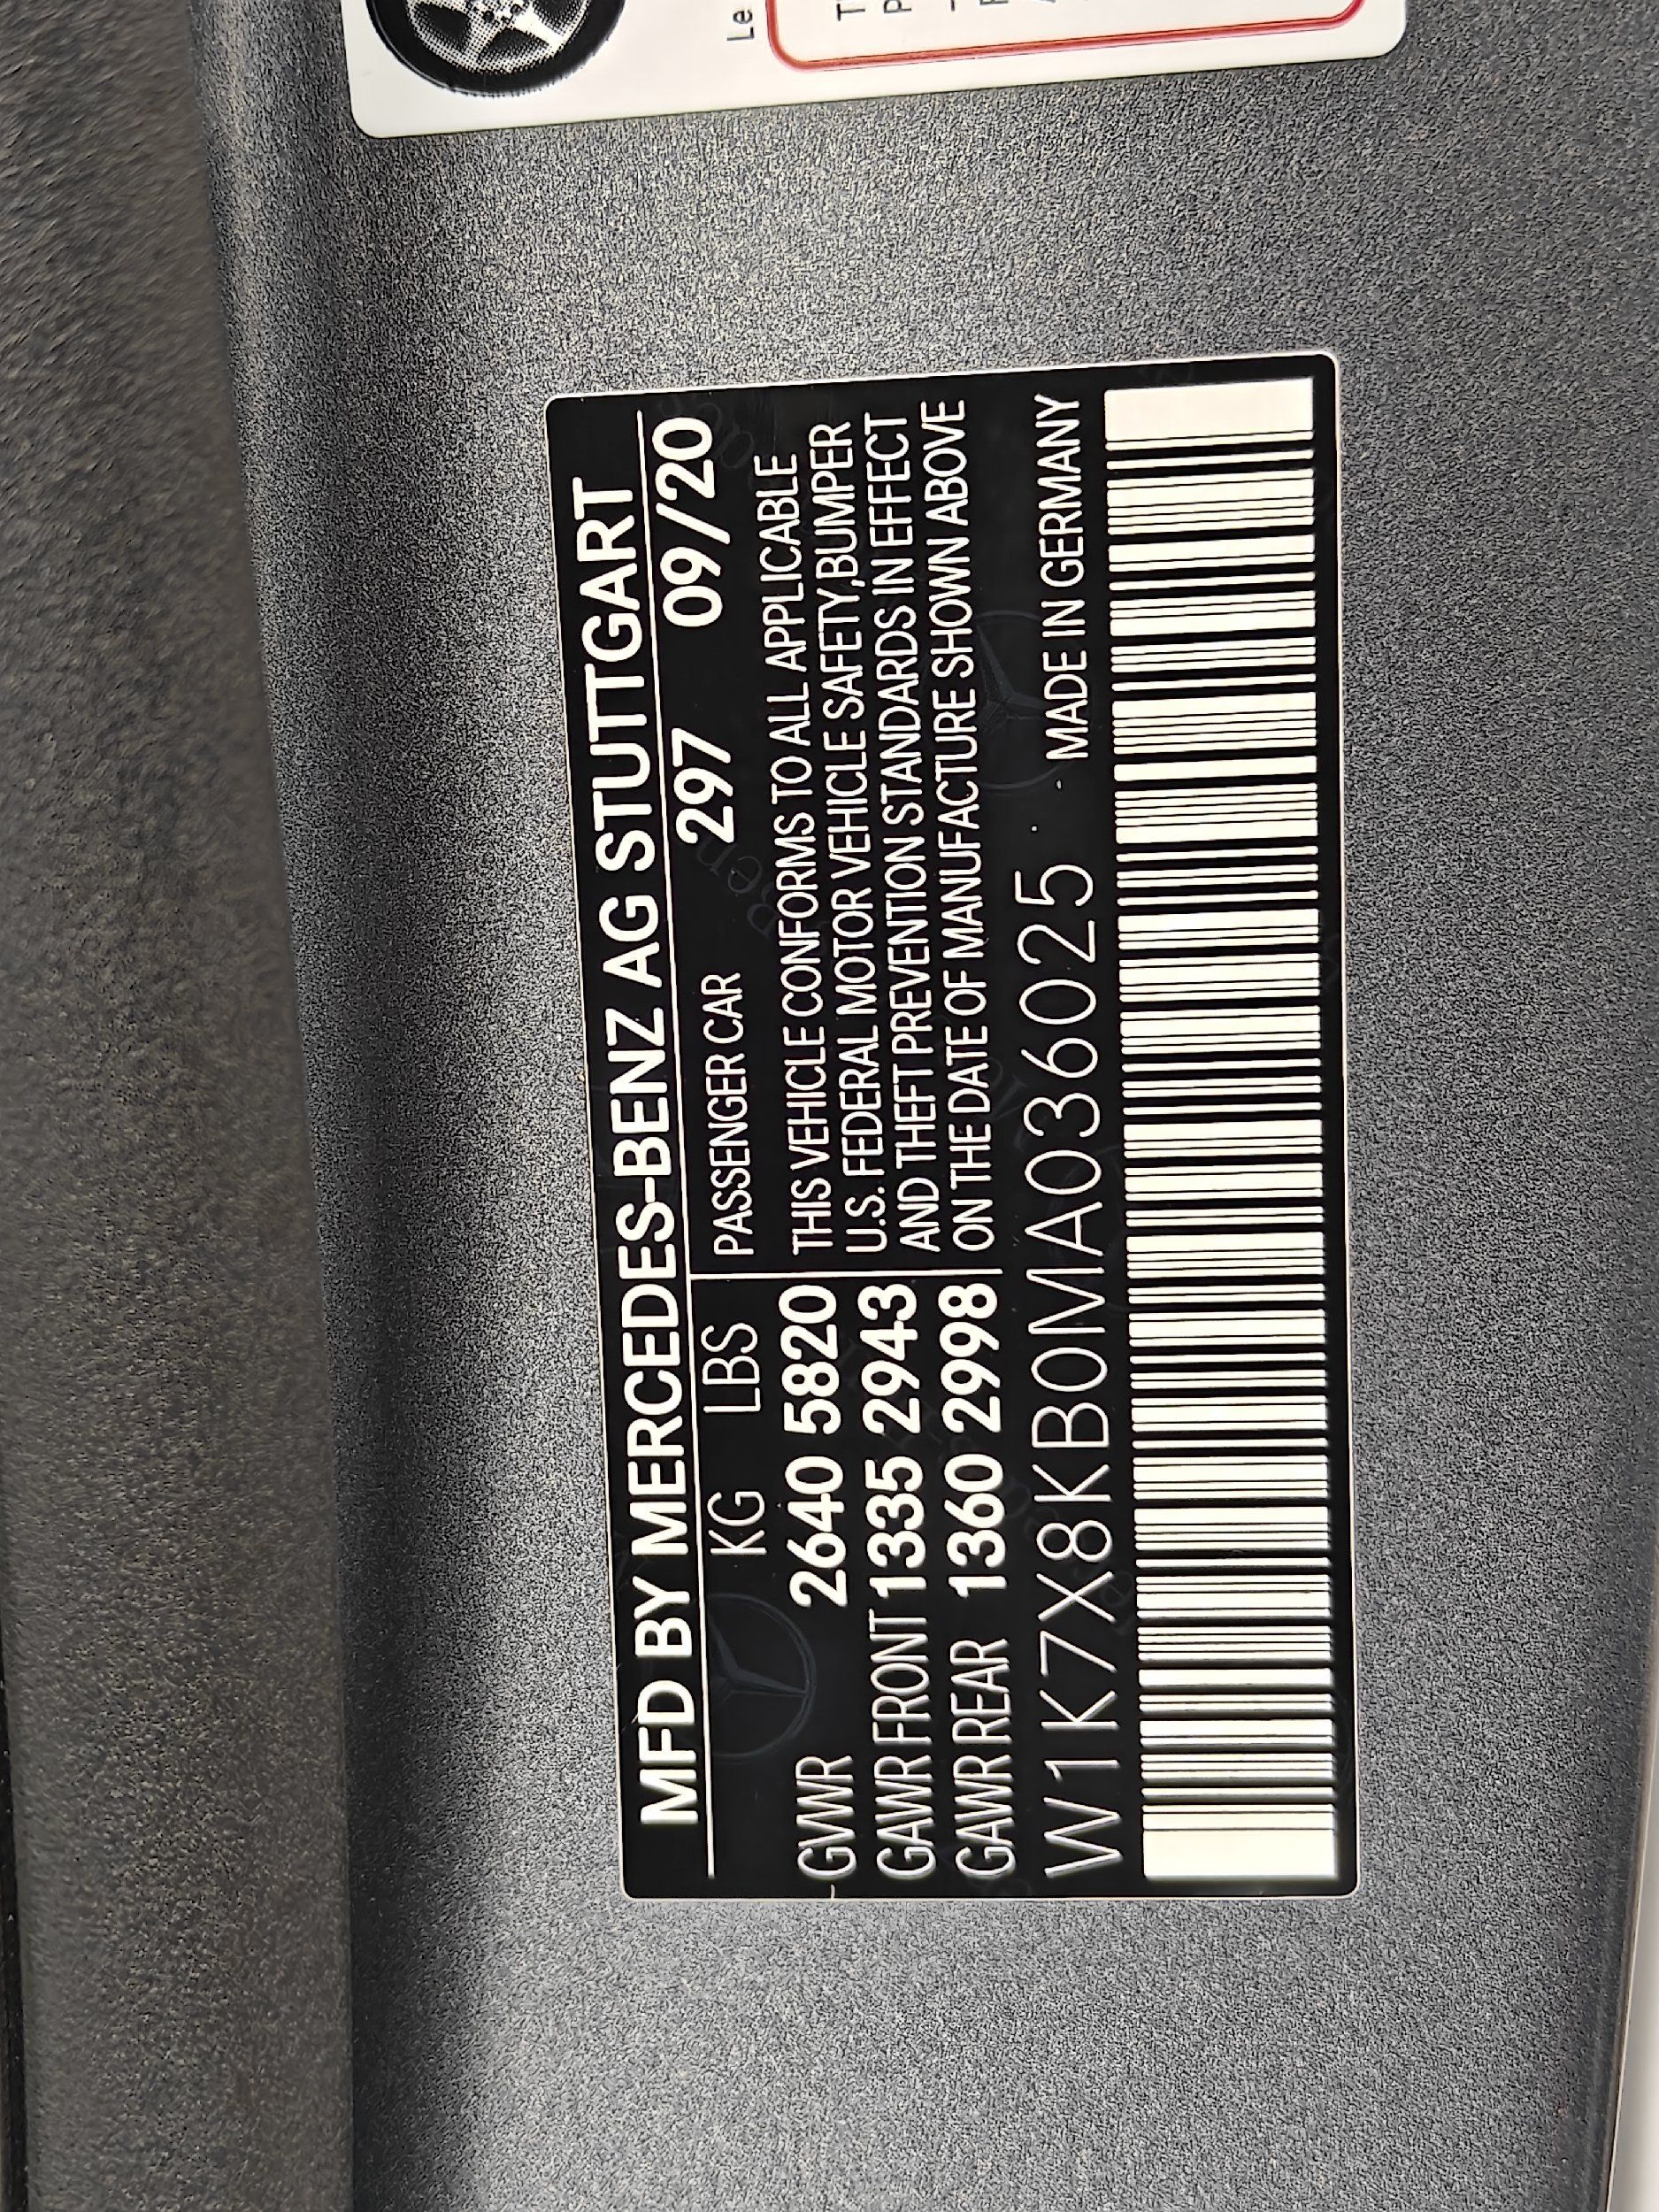 Le
MFD BY MERCEDES-BENZ AG STUTTGART
KG LBS PASSENGER CAR 297 09/20
GVWR 2640 5820 THIS VEHICLE CONFORMS TO ALL APPLICABLE
GAWR FRONT 1335 2943 U.S. FEDERAL MOTOR VEHICLE SAFETY,BUMPER
GAWR REAR 1360 2998 AND THEFT PREVENTION STANDARDS IN EFFECT
ON THE DATE OF MANUFACTURE SHOWN ABOVE
W1K7X8KB0MA036025 MADE IN GERMANY